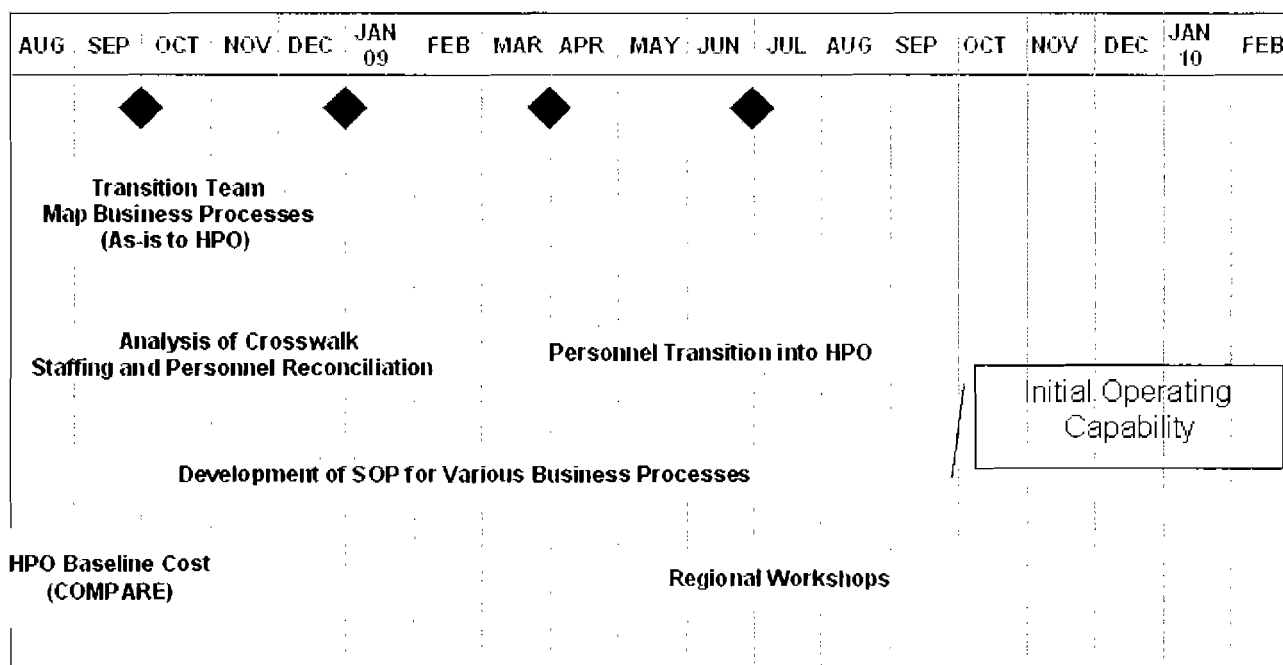 AUG SEP OCT NOV DEC JAN 09 FEB MAR APR MAY JUN JUL AUG SEP OCT NOV DEC JAN 10 FEB
Transition Team
Map Business Processes
(As-is to HPO)
Analysis of Crosswalk
Staffing and Personnel Reconciliation
Personnel Transition into HPO
Initial Operating
Capability
Development of SOP for Various Business Processes
HPO Baseline Cost
(COMPARE)
Regional Workshops